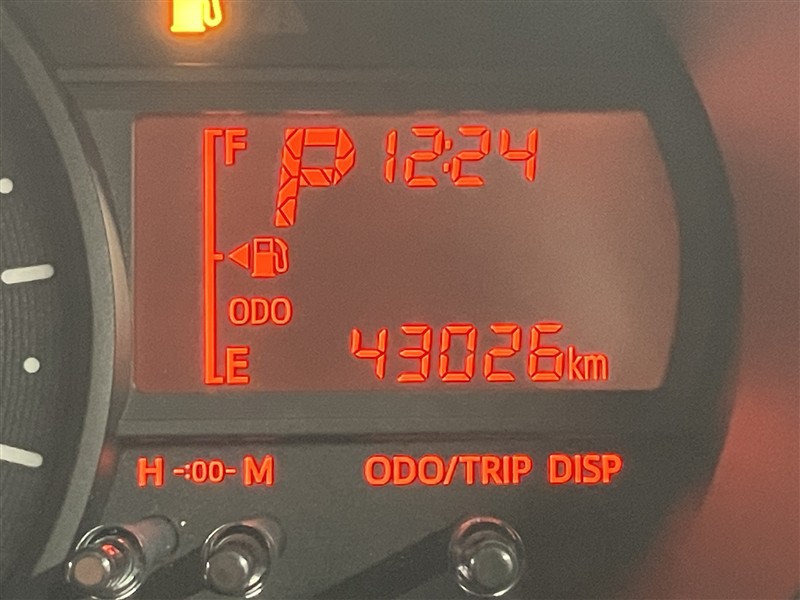 F P 12:24
ODO
E 43026km
H -:00- M ODO/TRIP DISP